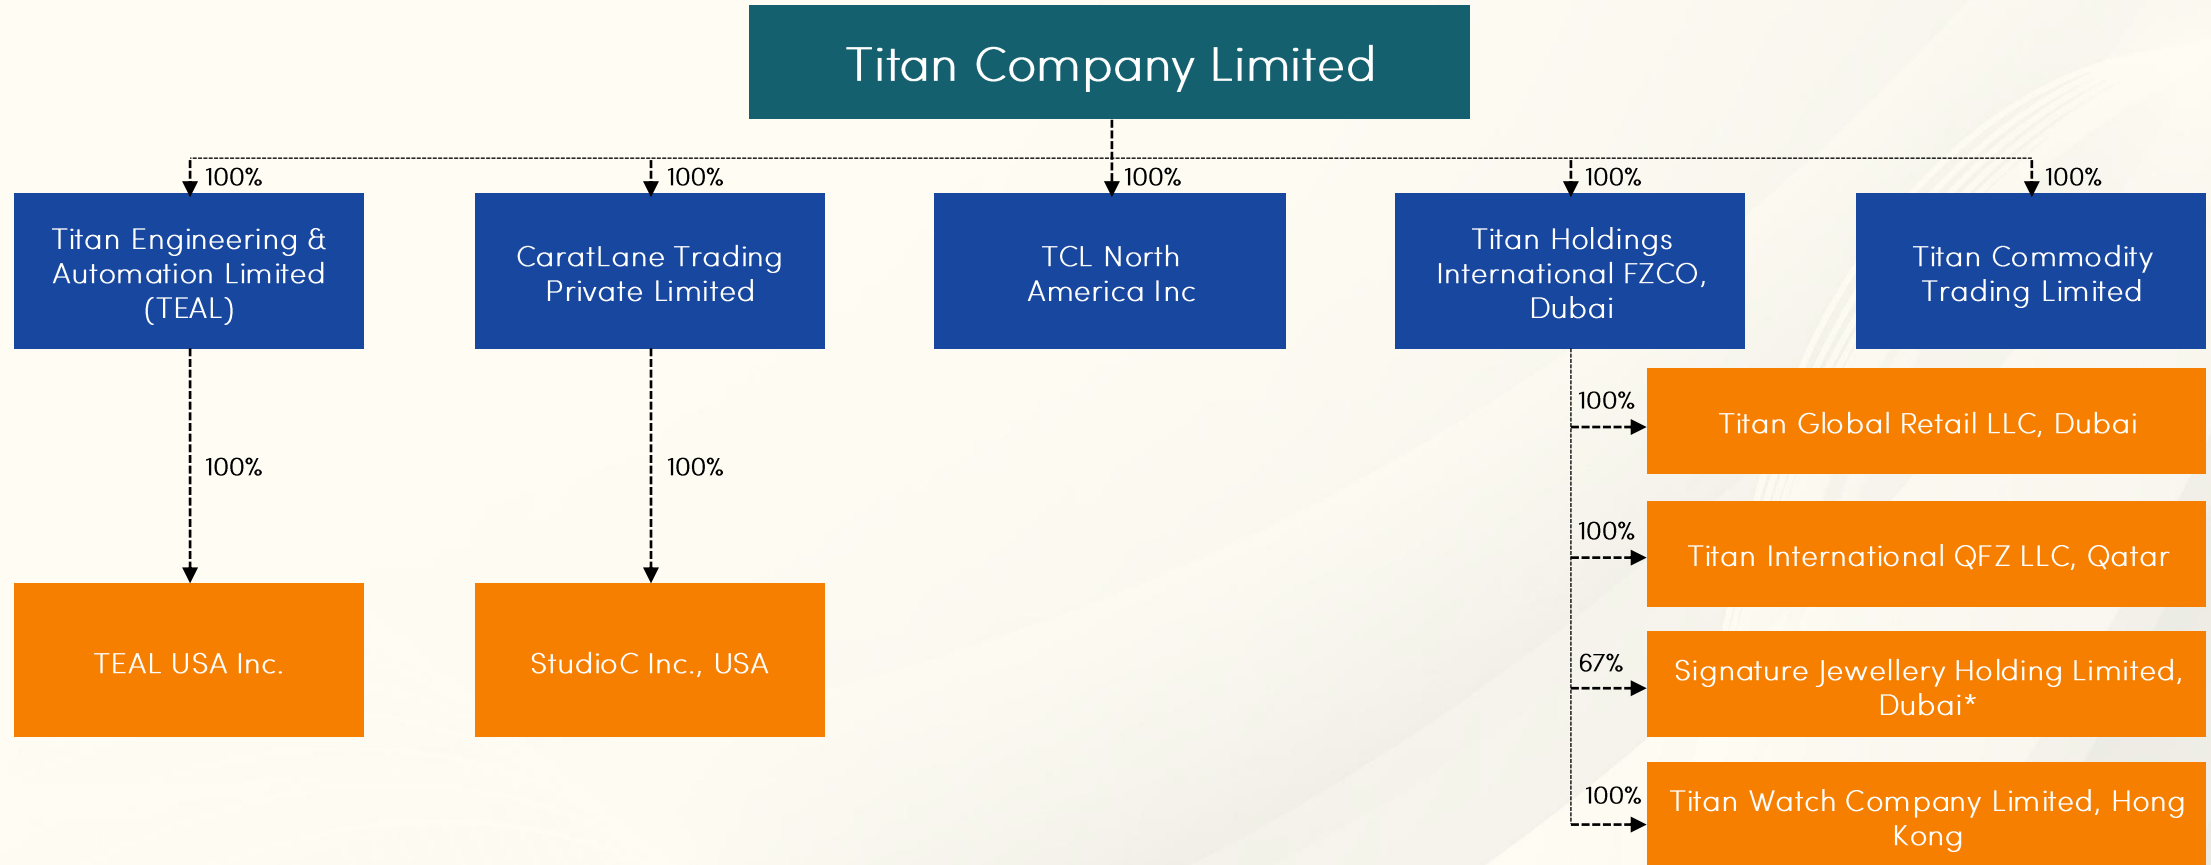 Titan Company Limited
100%
100%
100%
100%
100%
Titan Engineering &
Automation Limited
(TEAL)
CaratLane Trading
Private Limited
TCL North
America Inc
Titan Holdings
International FZCO,
Dubai
Titan Commodity
Trading Limited
100%
Titan Global Retail LLC, Dubai
100%
100%
100%
Titan International QFZ LLC, Qatar
TEAL USA Inc.
StudioC Inc., USA
67%
Signature Jewellery Holding Limited,
Dubai*
100%
Titan Watch Company Limited, Hong
Kong